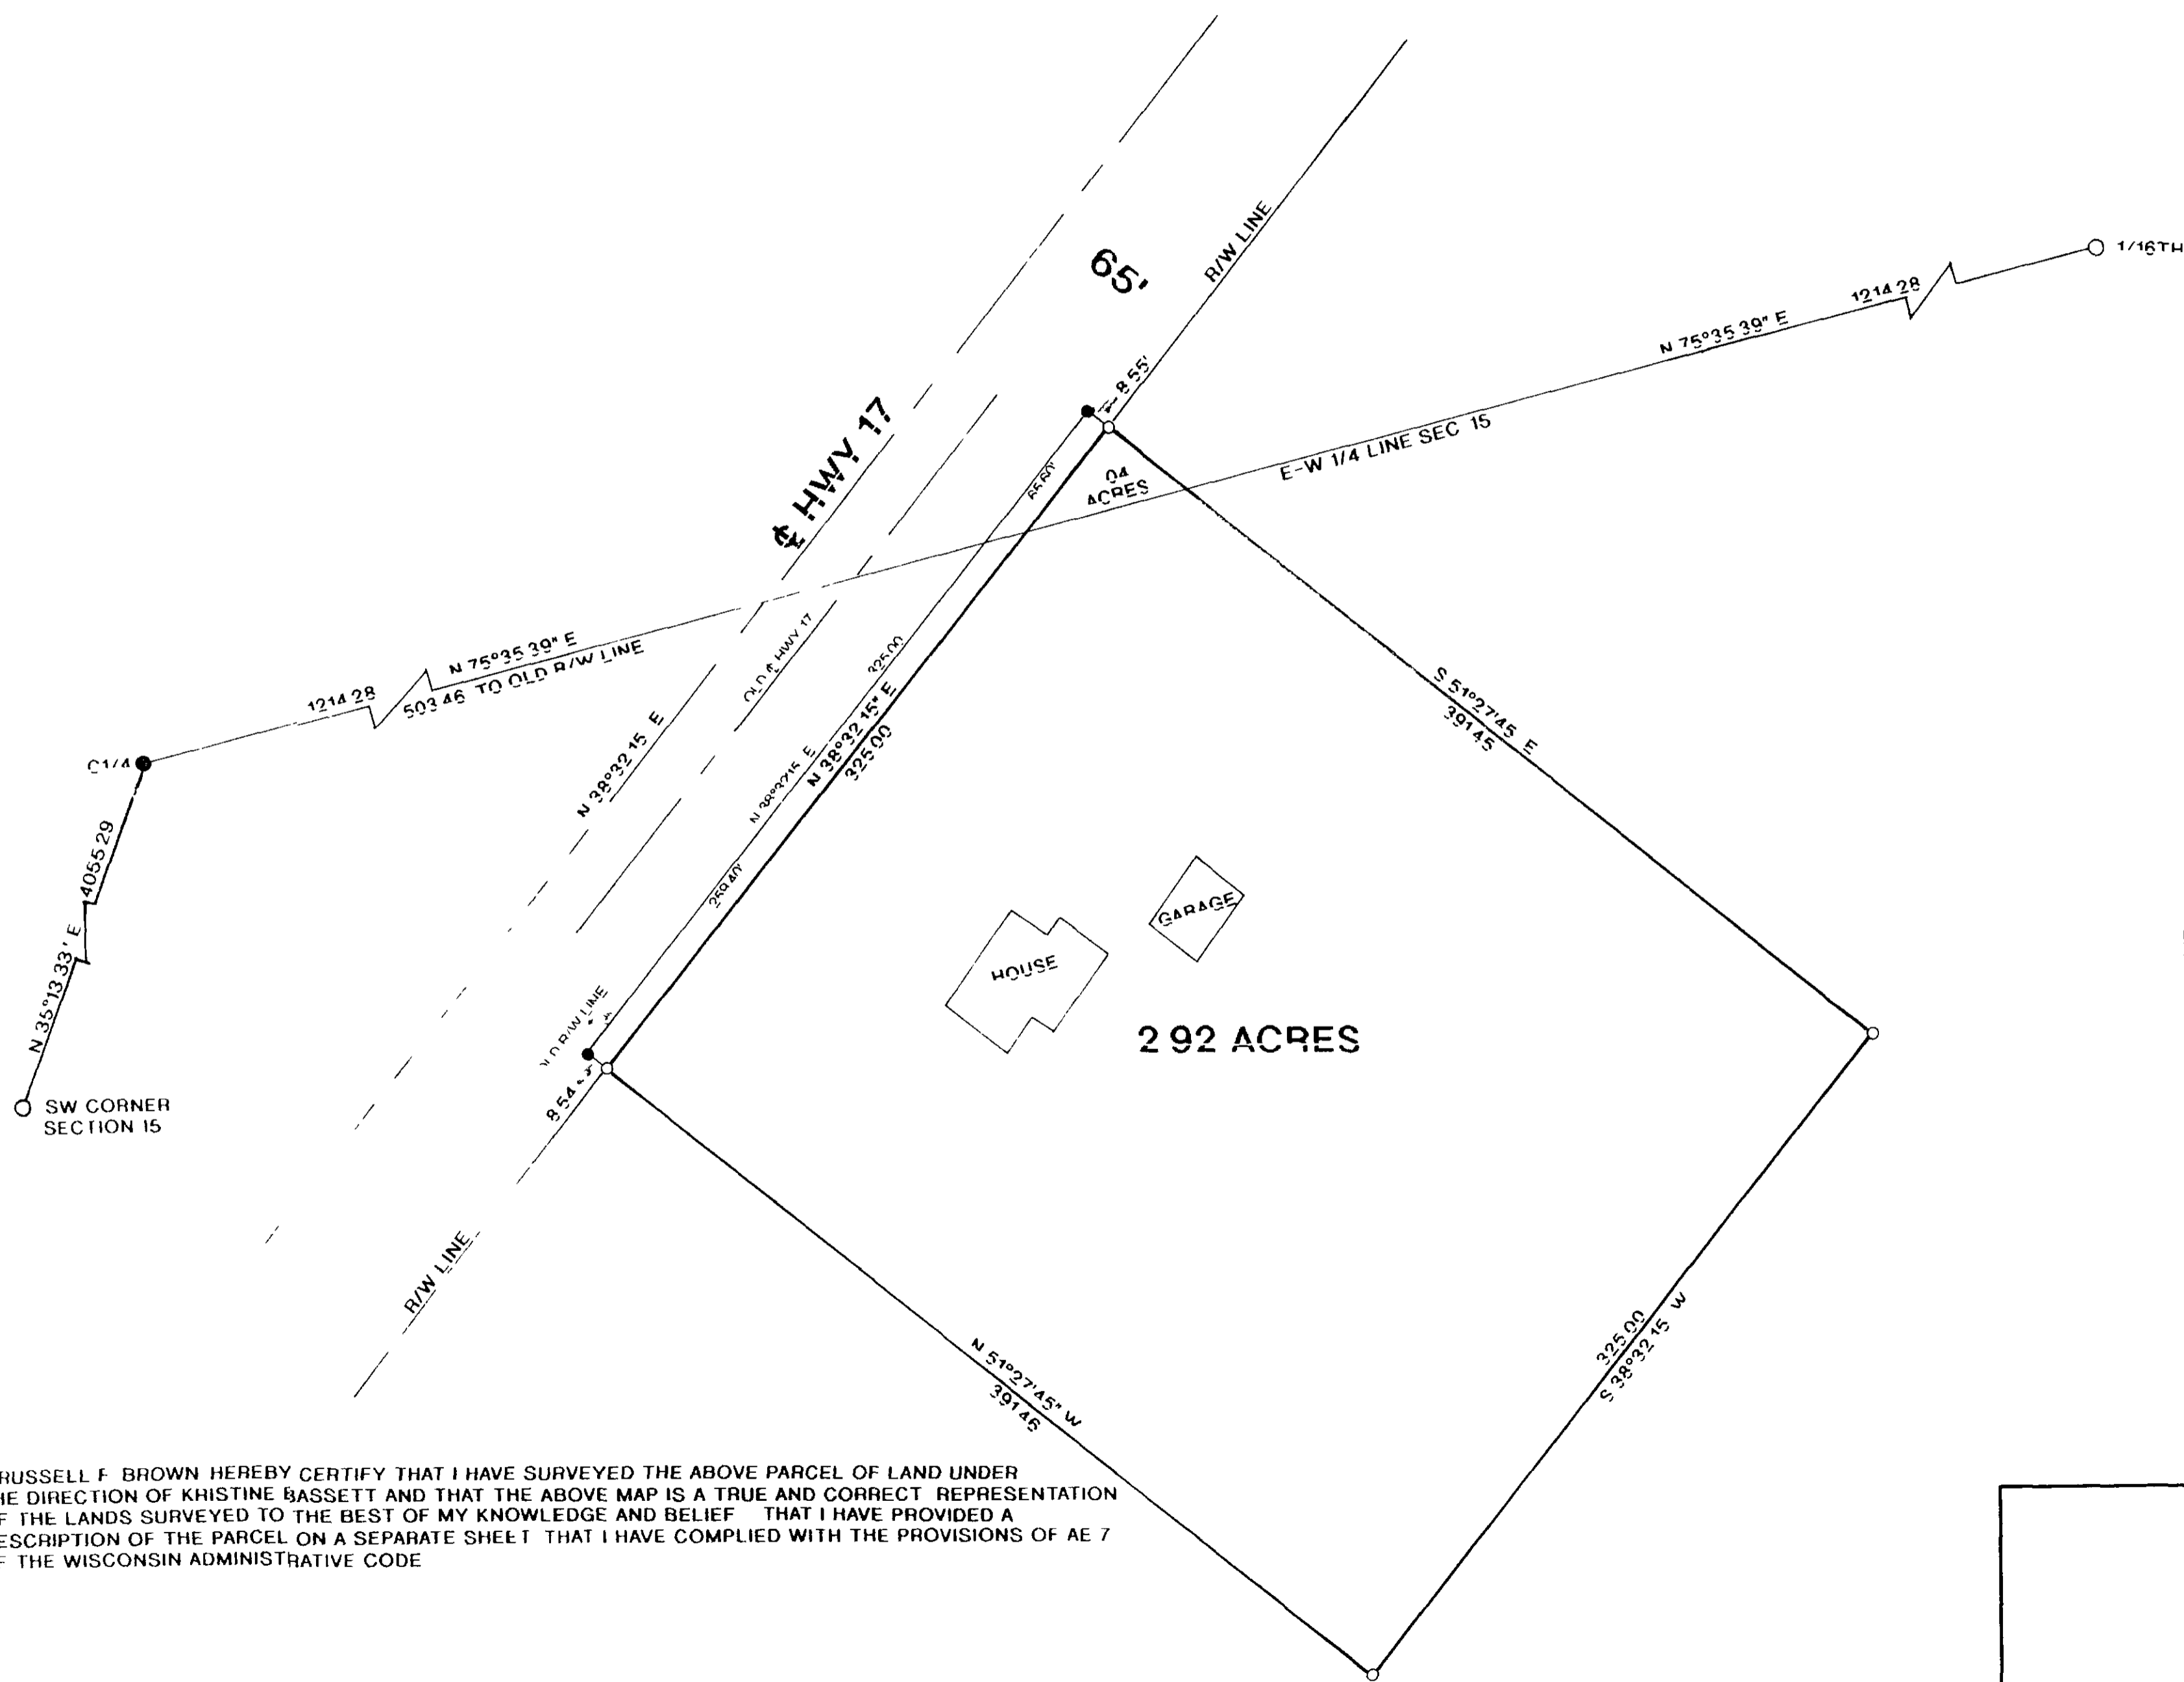 65'
R/W LINE
1/16TH
1214 28
N 75°35 39" E
8 55'
E-W 1/4 LINE SEC 15
℄ HWY 17
65 60'
04
ACRES
N 75°35 39" E
503 46 TO OLD R/W LINE
1214 28
C1/4
OLD ℄ HWY 17
325 00
N 38°32 15 E
N 38°32 15" E
325 00
N 38°32'15 E
S 51°27'45 E
391 45
259 40'
4055 29
N 35°13 33' E
GARAGE
HOUSE
2 92 ACRES
OLD R/W LINE
8 54
SW CORNER
SECTION 15
R/W LINE
325 00
S 38°32 15 W
N 51°27'45" W
391 46
RUSSELL F BROWN HEREBY CERTIFY THAT I HAVE SURVEYED THE ABOVE PARCEL OF LAND UNDER
HE DIRECTION OF KRISTINE BASSETT AND THAT THE ABOVE MAP IS A TRUE AND CORRECT REPRESENTATION
F THE LANDS SURVEYED TO THE BEST OF MY KNOWLEDGE AND BELIEF THAT I HAVE PROVIDED A
ESCRIPTION OF THE PARCEL ON A SEPARATE SHEET THAT I HAVE COMPLIED WITH THE PROVISIONS OF AE 7
F THE WISCONSIN ADMINISTRATIVE CODE